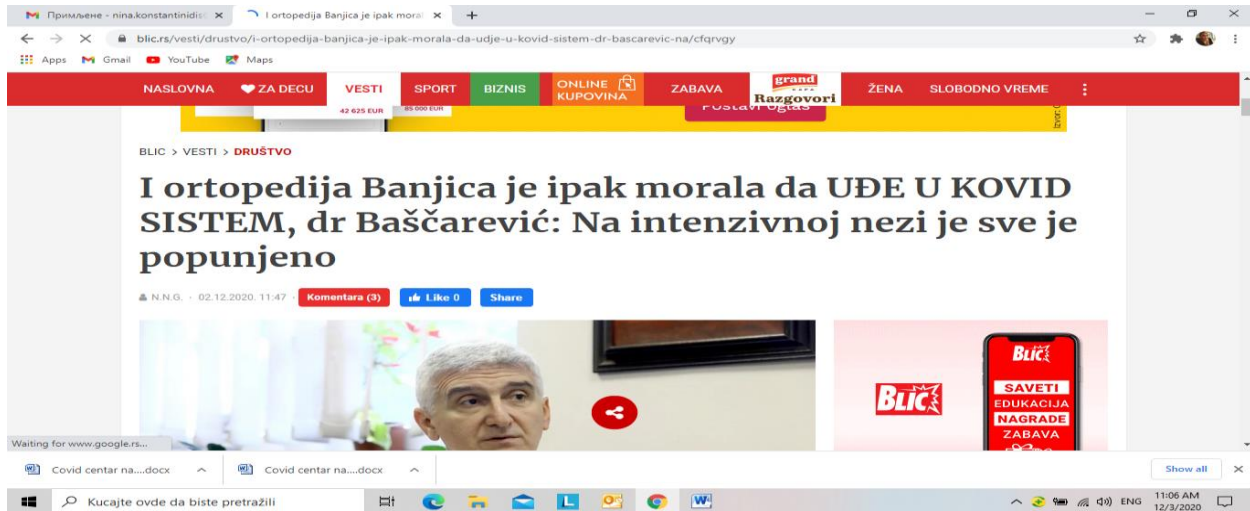 Примљене - nina.konstantinidis
I ortopedija Banjica je ipak mora
blic.rs/vesti/drustvo/i-ortopedija-banjica-je-ipak-morala-da-udje-u-kovid-sistem-dr-bascarevic-na/cfqrvgy
Apps Gmail YouTube Maps
NASLOVNA ZA DECU VESTI SPORT BIZNIS ONLINE KUPOVINA ZABAVA grand Razgovori ŽENA SLOBODNO VREME
42 625 EUR 85 000 EUR
Postavi oglas
Izvor:
BLIC > VESTI > DRUŠTVO
I ortopedija Banjica je ipak morala da UĐE U KOVID
SISTEM, dr Baščarević: Na intenzivnoj nezi je sve je
popunjeno
N.N.G. - 02.12.2020. 11:47 - Komentara (3) Like 0 Share
BLIC
BLIC
SAVETI
EDUKACIJA
NAGRADE
ZABAVA
Waiting for www.google.rs...
Covid centar na....docx Covid centar na....docx Show all
Kucajte ovde da biste pretražili
ENG 11:06 AM
12/3/2020